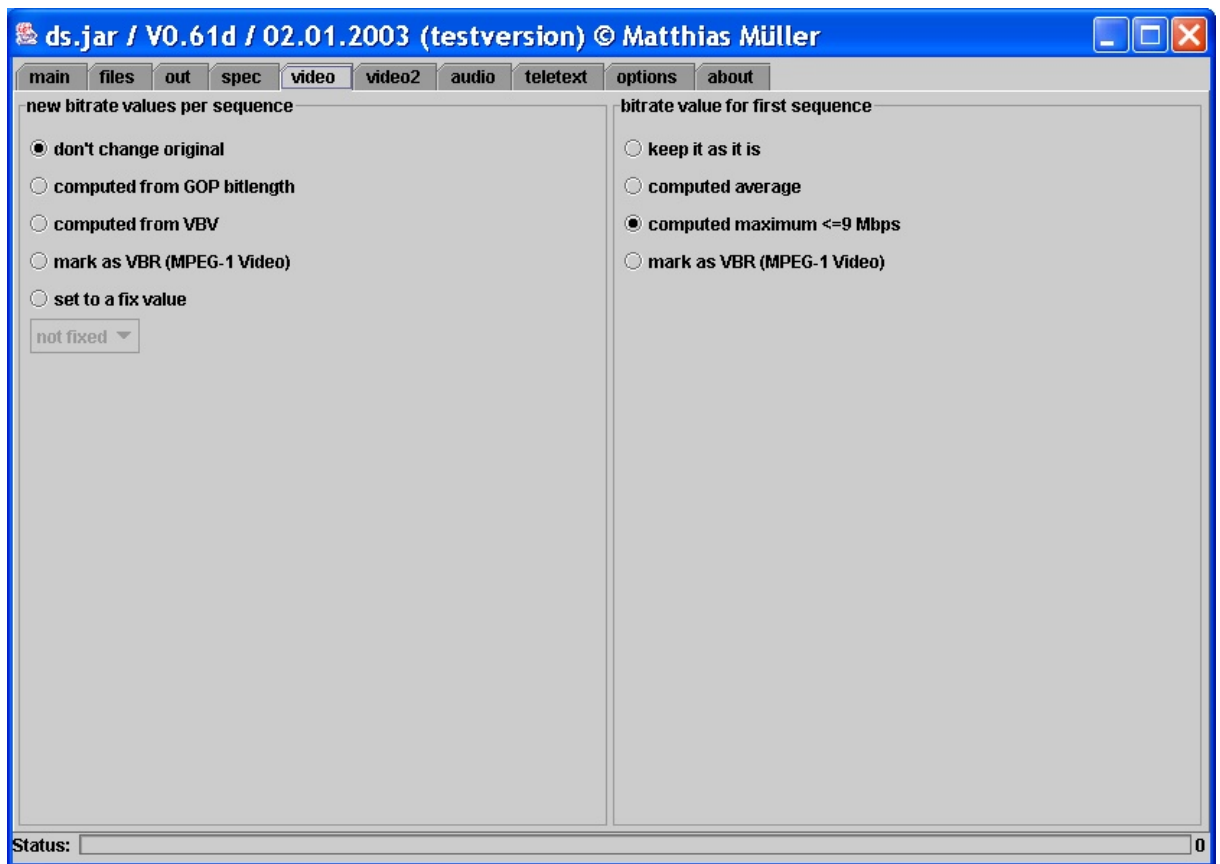 ds.jar / V0.61d / 02.01.2003 (testversion) © Matthias Müller
main files out spec video video2 audio teletext options about
new bitrate values per sequence
don't change original
computed from GOP bitlength
computed from VBV
mark as VBR (MPEG-1 Video)
set to a fix value
not fixed
bitrate value for first sequence
keep it as it is
computed average
computed maximum <=9 Mbps
mark as VBR (MPEG-1 Video)
Status: 0